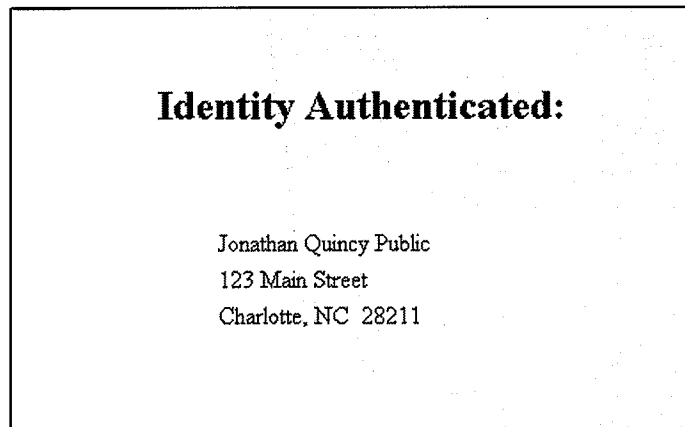 Identity Authenticated:
Jonathan Quincy Public
123 Main Street
Charlotte, NC  28211